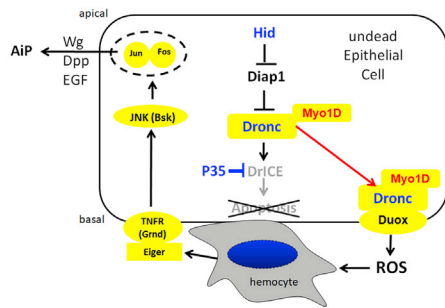 apical
AiP
Wg
Dpp
EGF
Jun
Fos
Hid
undead
Epithelial
Cell
Diap1
Myo1D
Dronc
JNK (Bsk)
P35
DrICE
Apoptosis
Myo1D
Dronc
Duox
basal
TNFR
(Grnd)
Eiger
hemocyte
ROS